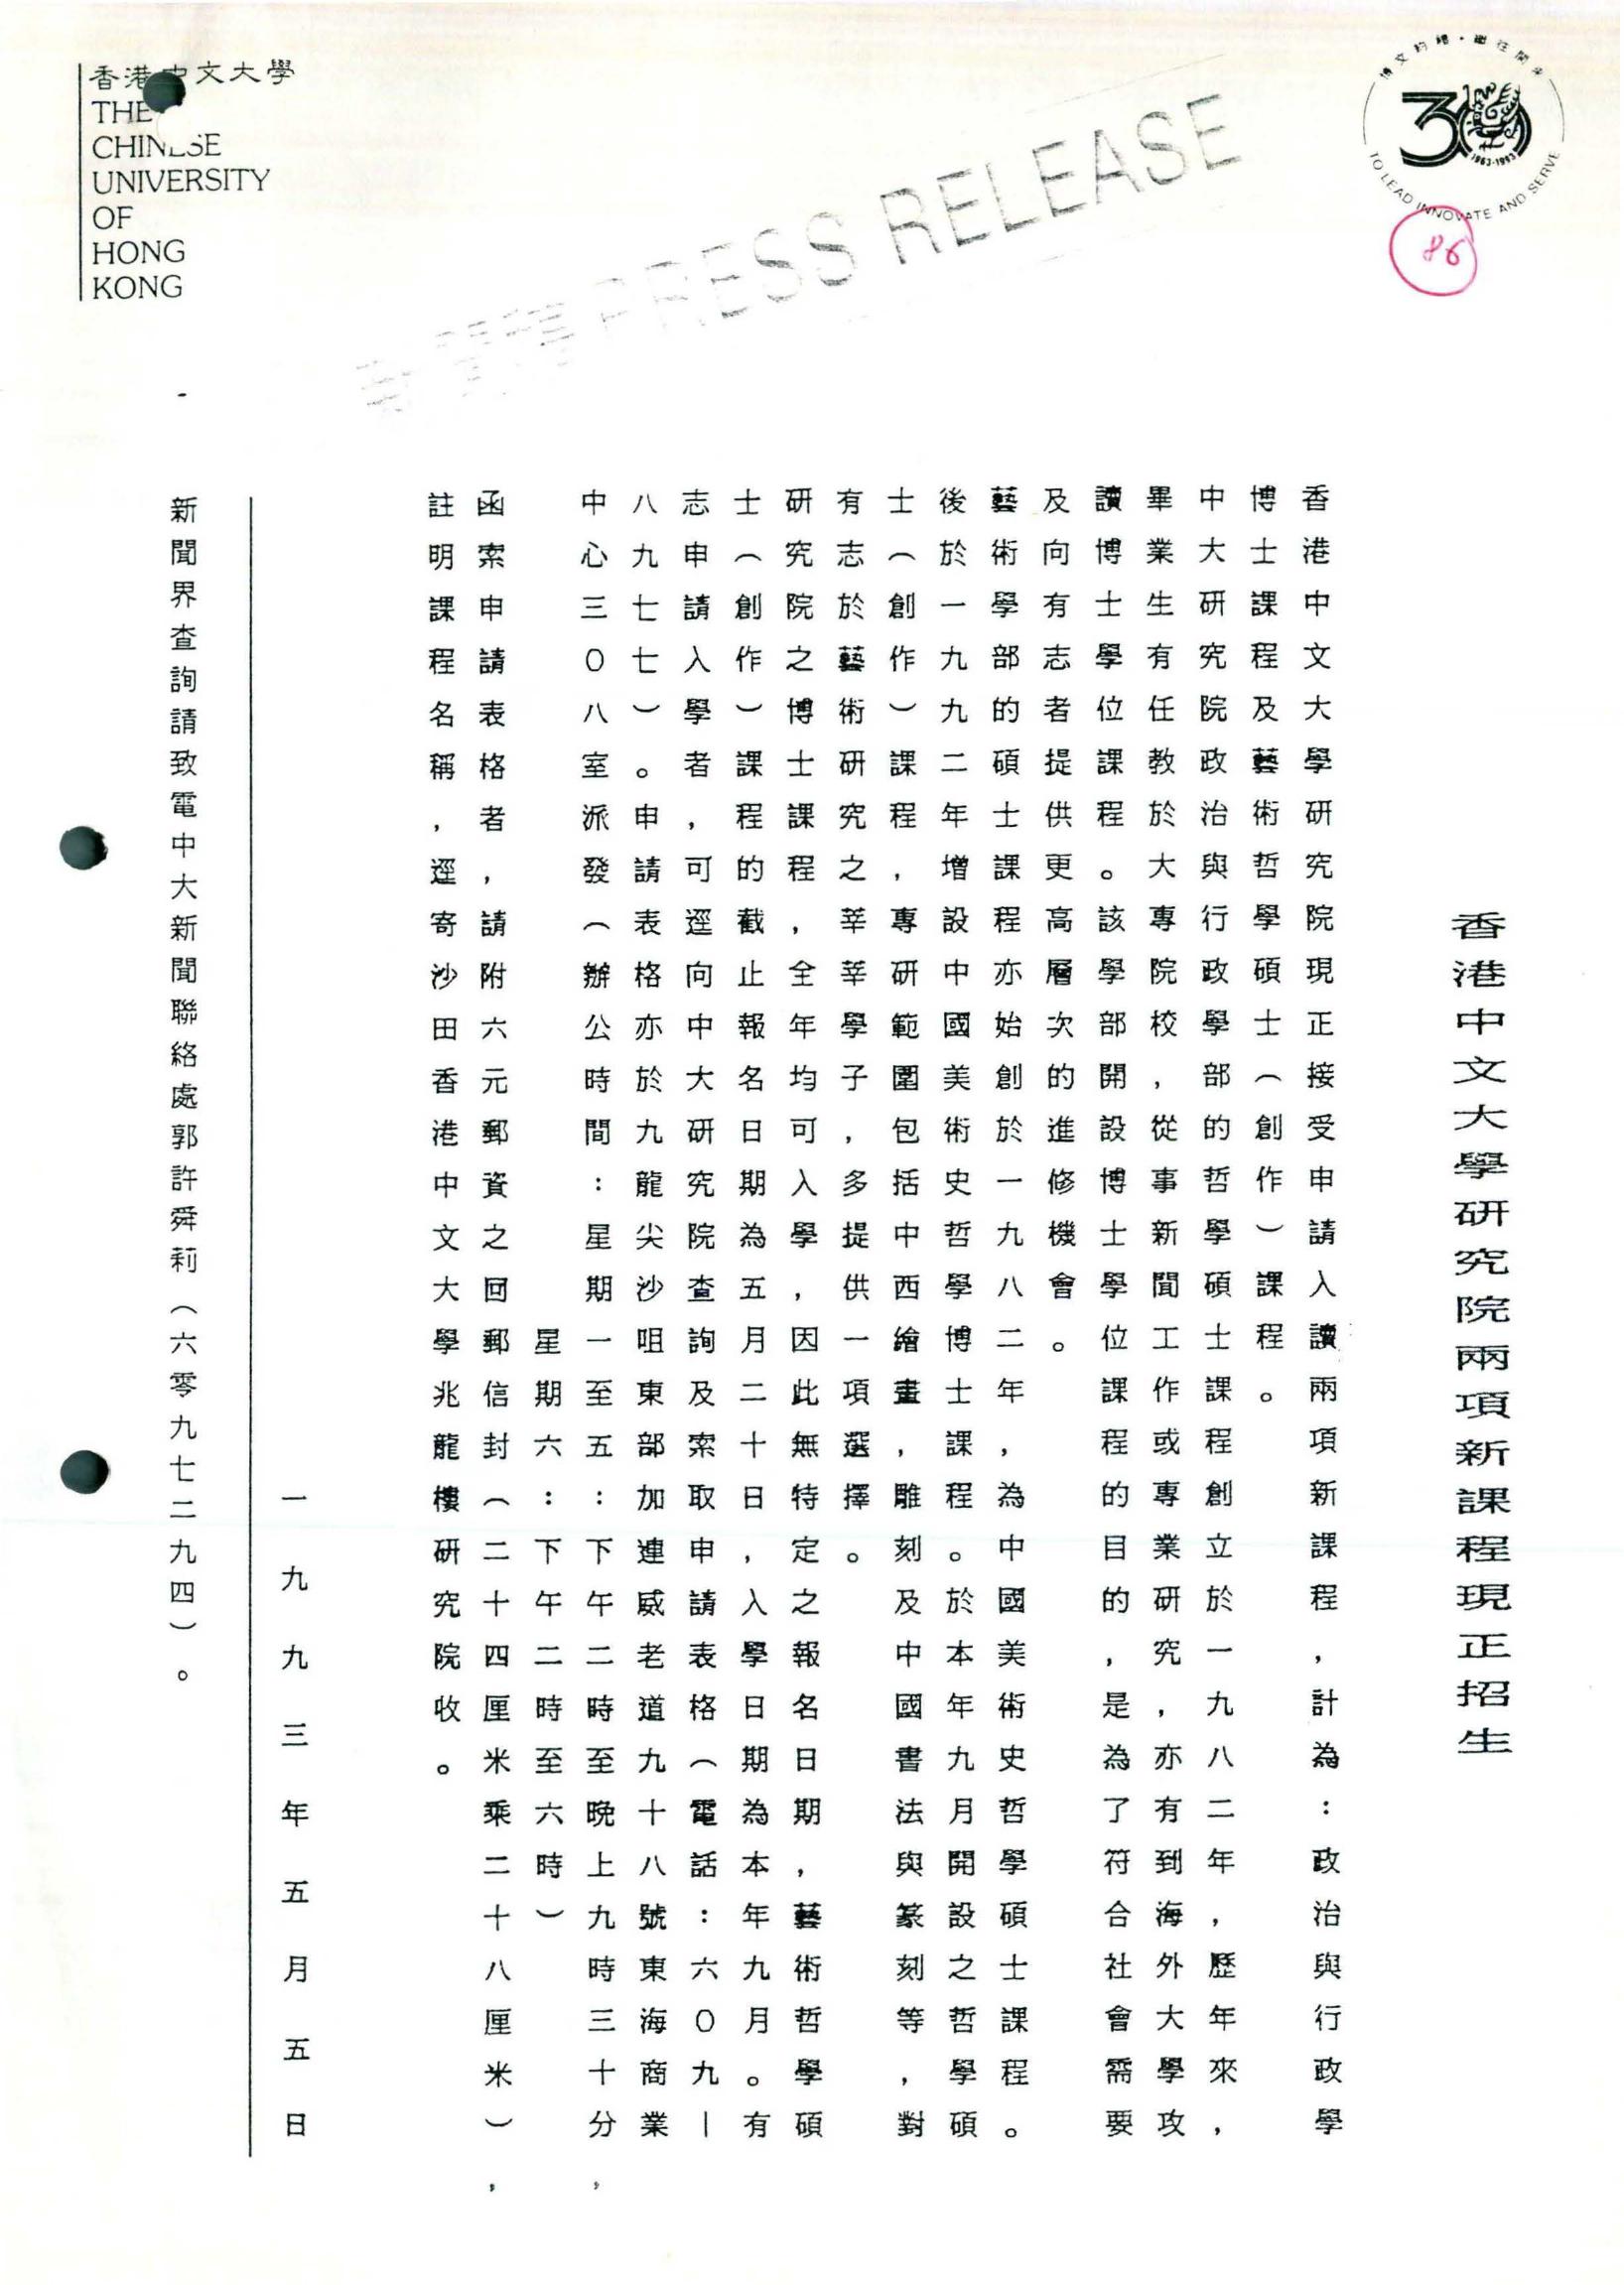 香港中文大學
THE
CHINESE
UNIVERSITY
OF
HONG
KONG
新聞稿 PRESS RELEASE
博文約禮・繼往開來
30
1963-1993
TO LEAD INNOVATE AND SERVE
86
香港中文大學研究院兩項新課程現正招生
香港中文大學研究院現正接受申請入讀兩項新課程，計為：政治與行政學
博士課程及藝術哲學碩士（創作）課程。
中大研究院政治與行政學部的哲學碩士課程創立於一九八二年，歷年來，
畢業生有任教於大專院校，從事新聞工作或專業研究，亦有到海外大學攻
讀博士學位課程。該學部開設博士學位課程的目的，是為了符合社會需要
及向有志者提供更高層次的進修機會。
藝術學部的碩士課程亦始創於一九八二年，為中國美術史哲學碩士課程。
後於一九九二年增設中國美術史哲學博士課程。於本年九月開設之哲學碩
士（創作）課程，專研範圍包括中西繪畫，雕刻及中國書法與篆刻等，對
有志於藝術研究之莘莘學子，多提供一項選擇。
研究院之博士課程，全年均可入學，因此無特定之報名日期，藝術哲學碩
士（創作）課程的截止報名日期為五月二十日，入學日期為本年九月。有
志申請入學者，可逕向中大研究院查詢及索取申請表格（電話：六０九｜
八九七七）。申請表格亦於九龍尖沙咀東部加連威老道九十八號東海商業
中心三０八室派發（辦公時間：星期一至五：下午二時至晚上九時三十分，
星期六：下午二時至六時）
函索申請表格者，請附六元郵資之回郵信封（二十四厘米乘二十八厘米），
註明課程名稱，逕寄沙田香港中文大學兆龍樓研究院收。
一九九三年五月五日
新聞界查詢請致電中大新聞聯絡處郭許舜莉（六零九七二九四）。